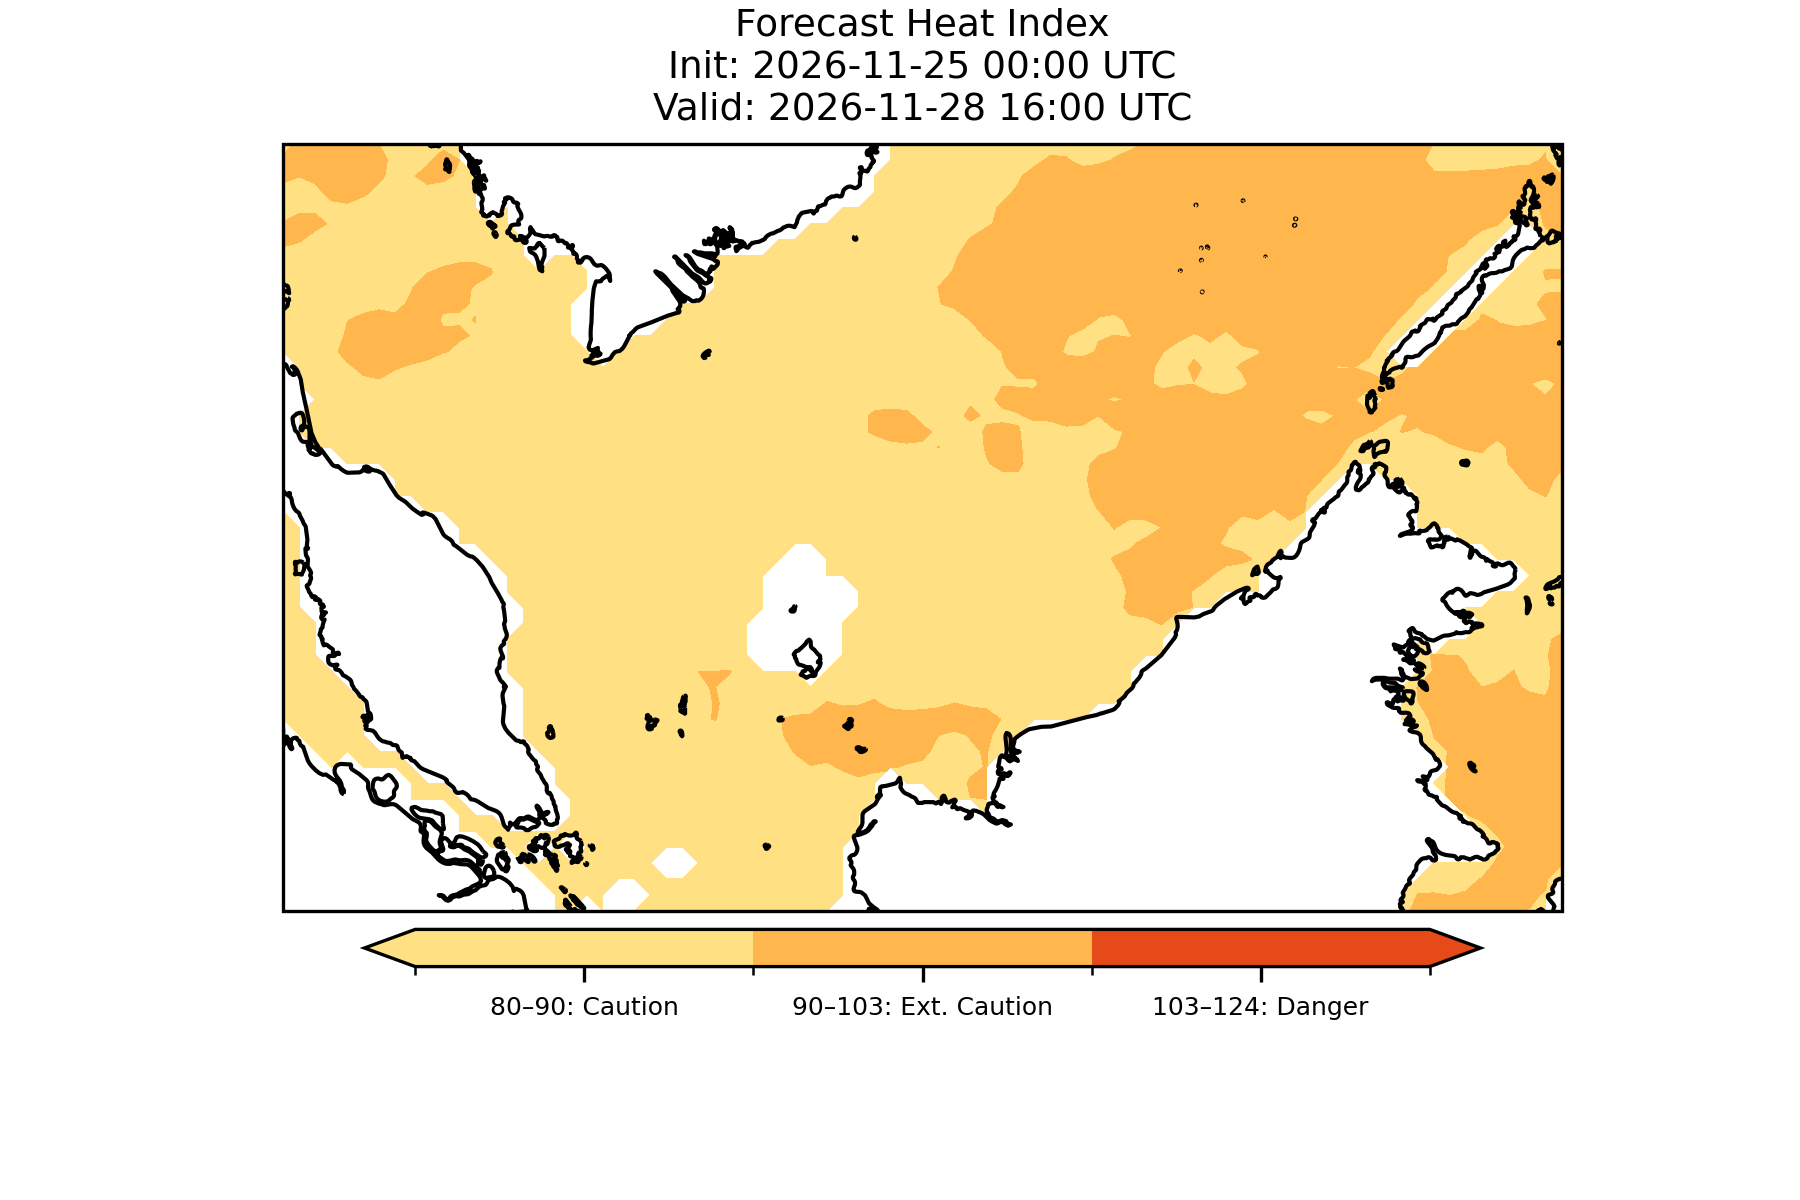 Forecast Heat Index
Init: 2026-11-25 00:00 UTC
Valid: 2026-11-28 16:00 UTC
80–90: Caution
90–103: Ext. Caution
103–124: Danger